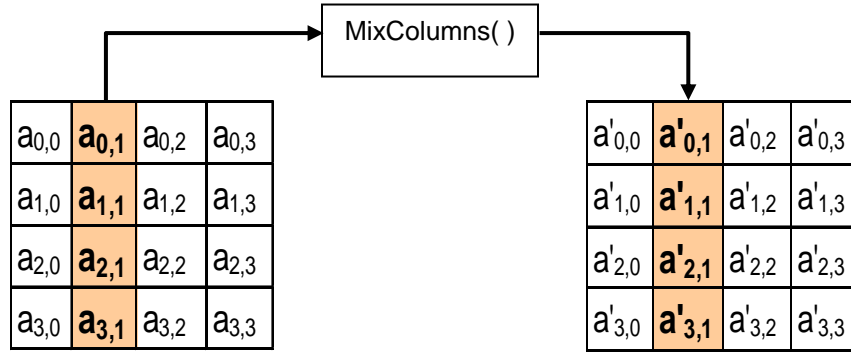 MixColumns( )
a0,0 a0,1 a0,2 a0,3 a'0,0 a'0,1 a'0,2 a'0,3
a1,0 a1,1 a1,2 a1,3 a'1,0 a'1,1 a'1,2 a'1,3
a2,0 a2,1 a2,2 a2,3 a'2,0 a'2,1 a'2,2 a'2,3
a3,0 a3,1 a3,2 a3,3 a'3,0 a'3,1 a'3,2 a'3,3